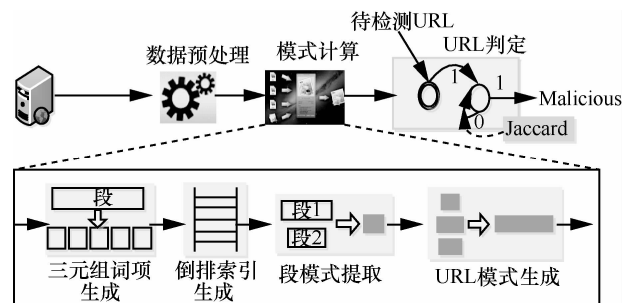 待检测URL
数据预处理
模式计算
URL判定
1
1
0
Malicious
Jaccard
段
段1
段2
三元组词项
生成
倒排索引
生成
段模式提取
URL模式生成